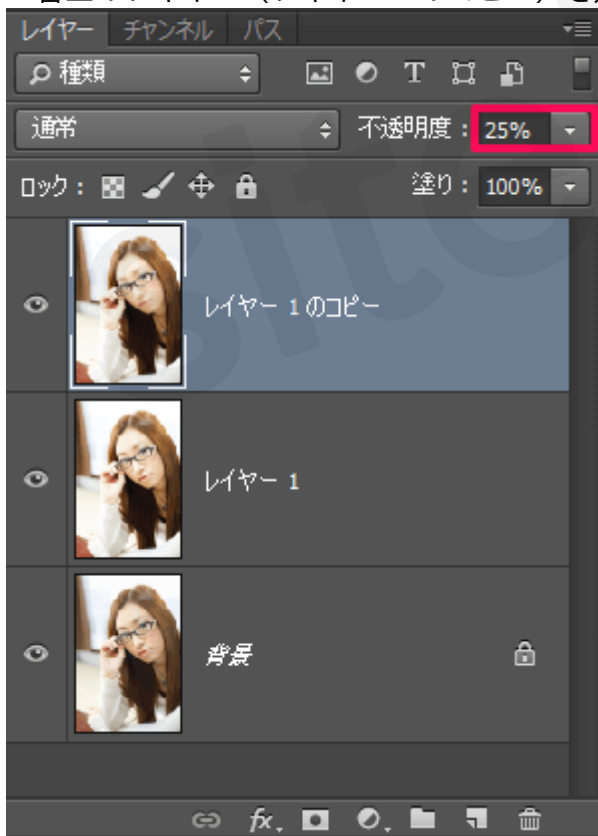 レイヤー チャンネル パス
種類
通常 不透明度： 25%
ロック： 塗り： 100%
レイヤー 1 のコピー
レイヤー 1
背景
fx
site